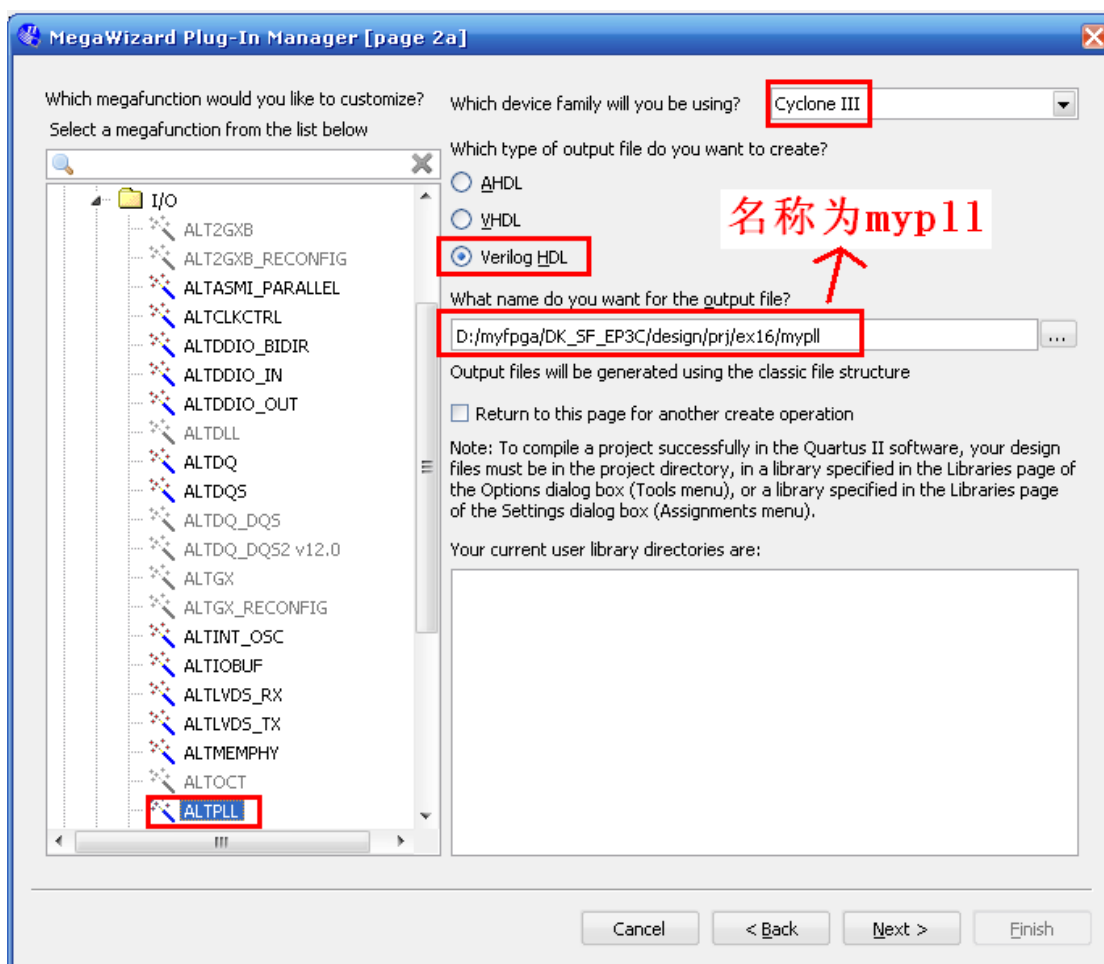 MegaWizard Plug-In Manager [page 2a]
Which megafunction would you like to customize?
Select a megafunction from the list below
I/O
ALT2GXB
ALT2GXB_RECONFIG
ALTASMI_PARALLEL
ALTCLKCTRL
ALTDDIO_BIDIR
ALTDDIO_IN
ALTDDIO_OUT
ALTDLL
ALTDQ
ALTDQS
ALTDQ_DQS
ALTDQ_DQS2 v12.0
ALTGX
ALTGX_RECONFIG
ALTINT_OSC
ALTIOBUF
ALTLVDS_RX
ALTLVDS_TX
ALTMEMPHY
ALTOCT
ALTPLL
Which device family will you be using?
Cyclone III
Which type of output file do you want to create?
AHDL
VHDL
Verilog HDL
名称为mypll
What name do you want for the output file?
D:/myfpga/DK_SF_EP3C/design/prj/ex16/mypll
...
Output files will be generated using the classic file structure
Return to this page for another create operation
Note: To compile a project successfully in the Quartus II software, your design
files must be in the project directory, in a library specified in the Libraries page of
the Options dialog box (Tools menu), or a library specified in the Libraries page
of the Settings dialog box (Assignments menu).
Your current user library directories are:
Cancel
< Back
Next >
Finish